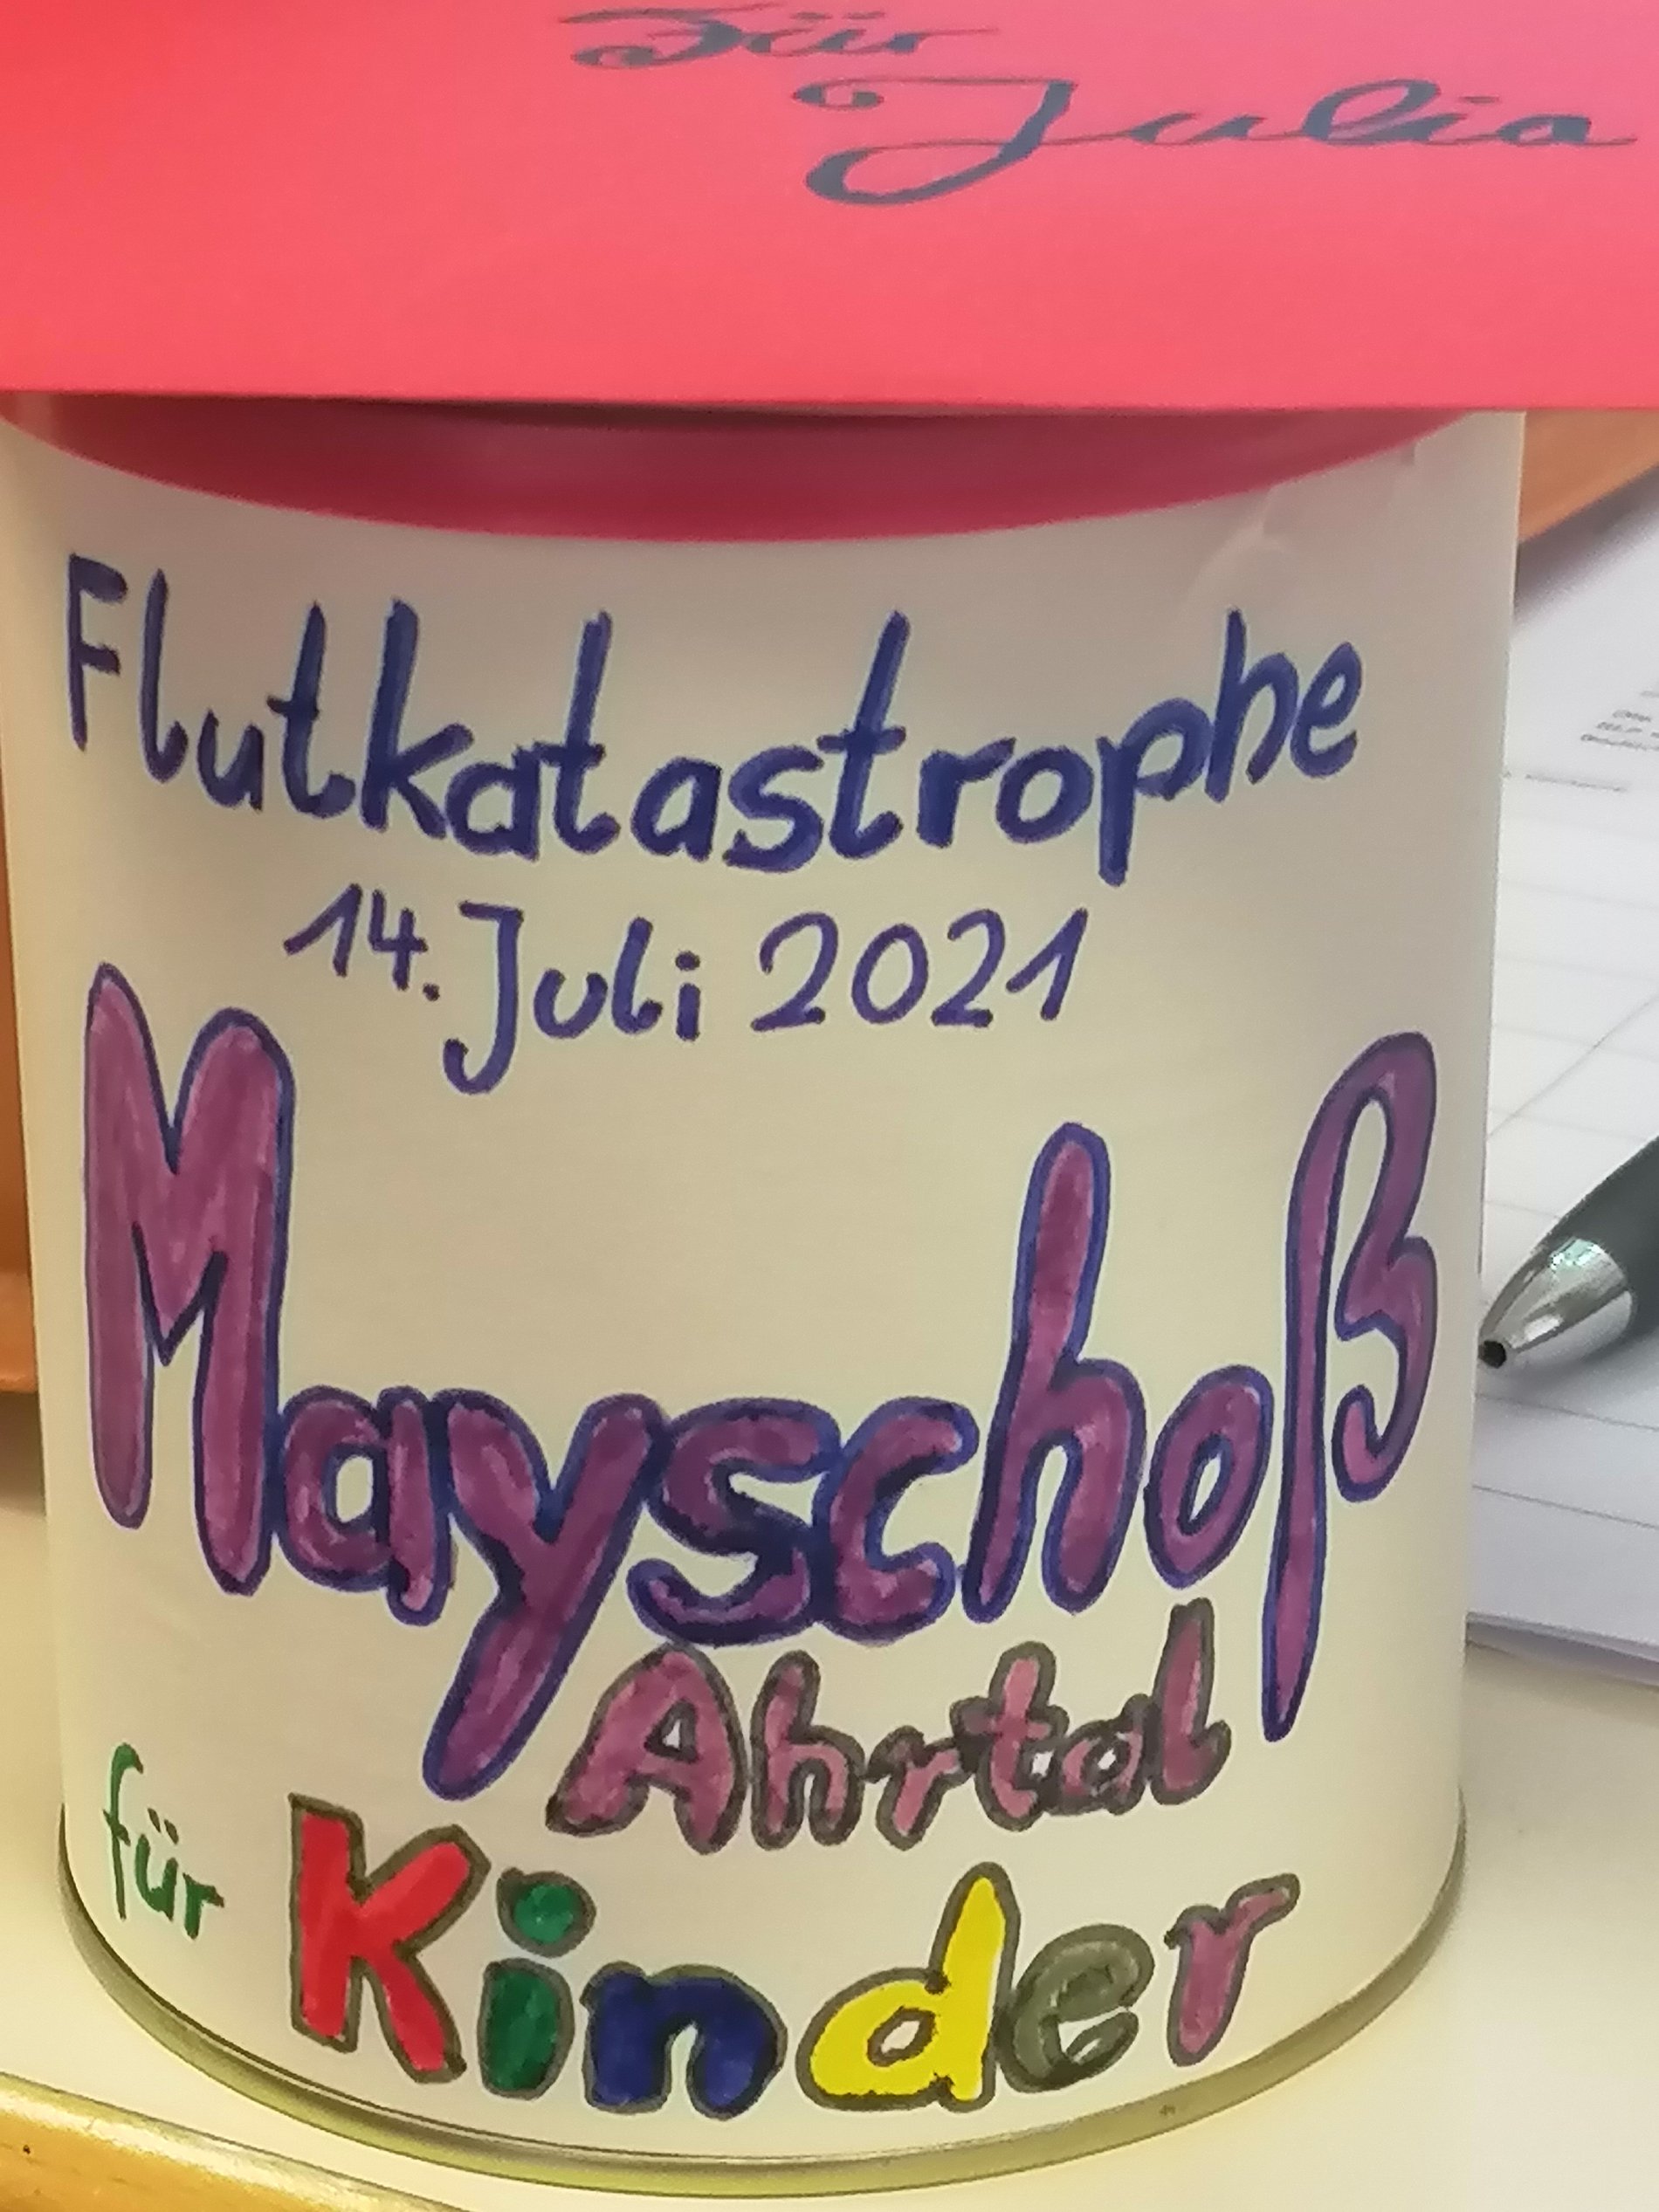 Für
Julia
Flutkatastrophe
14. Juli 2021
Mayschoß
Ahrtal
für Kinder